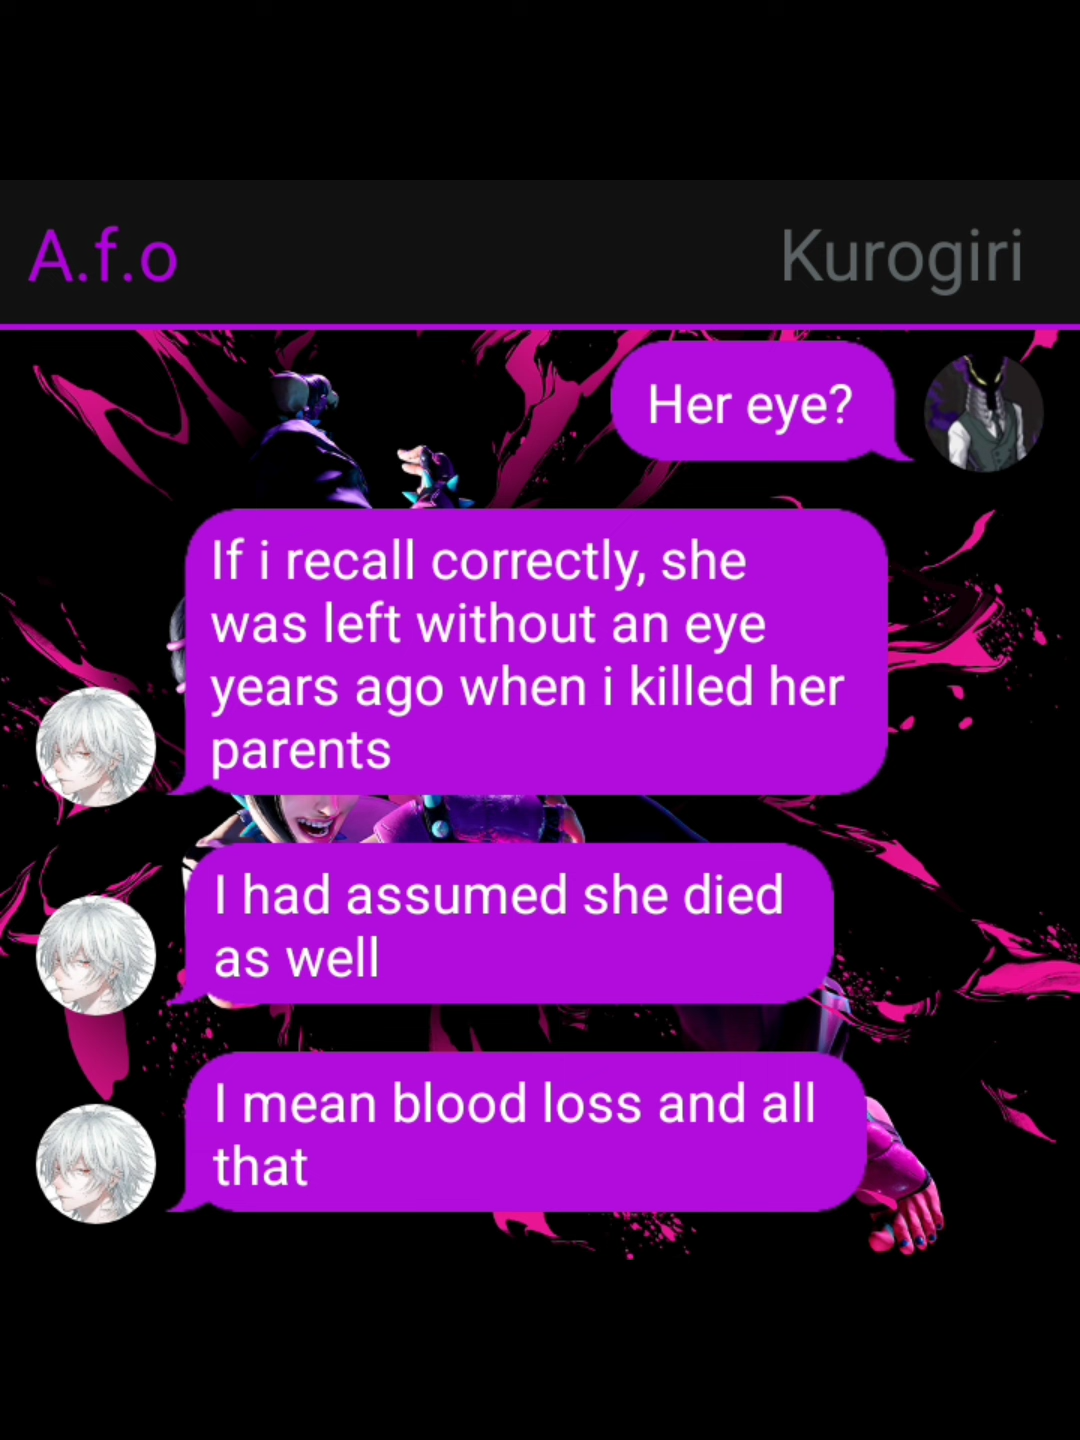 A.f.o
Kurogiri
Her eye?
If i recall correctly, she
was left without an eye
years ago when i killed her
parents
I had assumed she died
as well
I mean blood loss and all
that